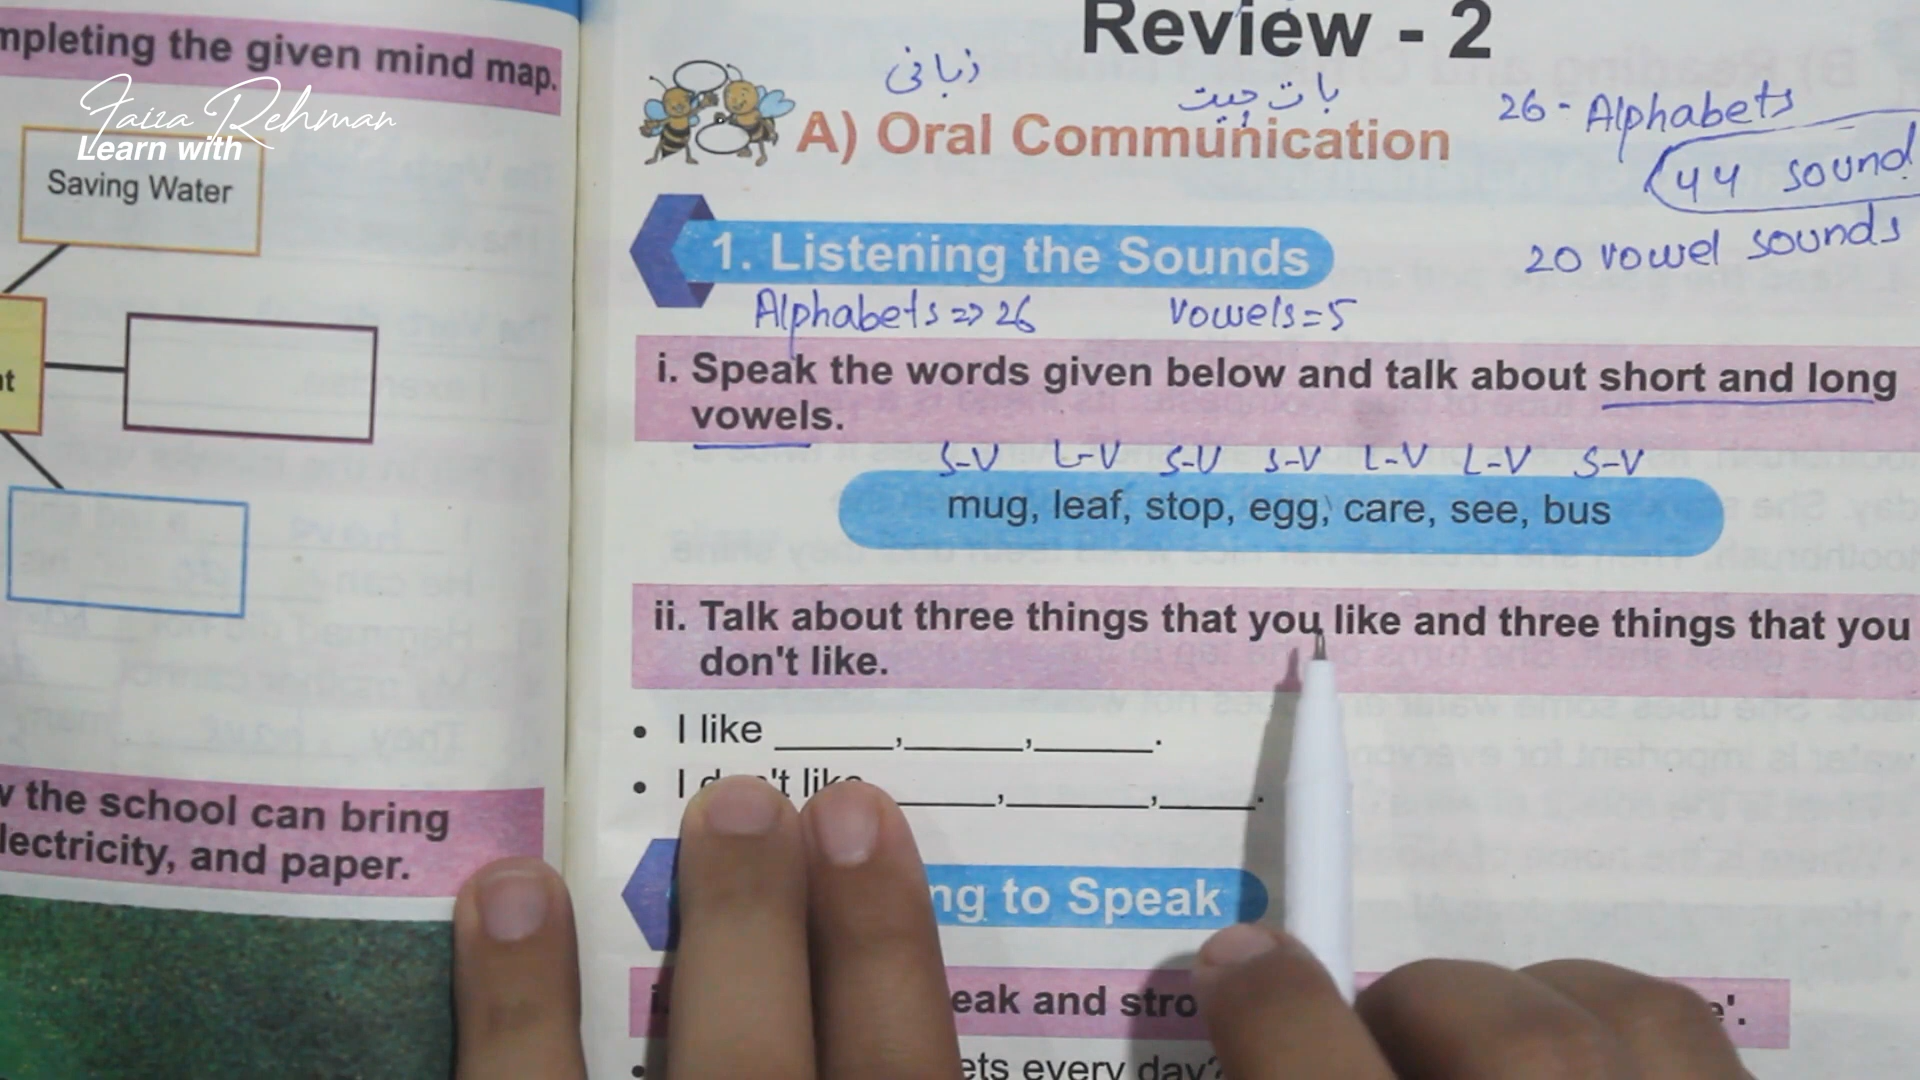 mpleting the given mind map.
Faiza Rehman
Learn with
Saving Water
t
w the school can bring
lectricity, and paper.
Review - 2
زبانی
بات چیت
A) Oral Communication
26 - Alphabets
44 sound
20 vowel sounds
1. Listening the Sounds
Alphabets => 26 vowels = 5
i. Speak the words given below and talk about short and long
vowels.
S-V L-V S-V S-V L-V L-V S-V
mug, leaf, stop, egg, care, see, bus
ii. Talk about three things that you like and three things that you
don't like.
• I like ______,______,______.
• I d 't like ______,______,______.
ng to Speak
i. eak and stro e'.
• ets every day?